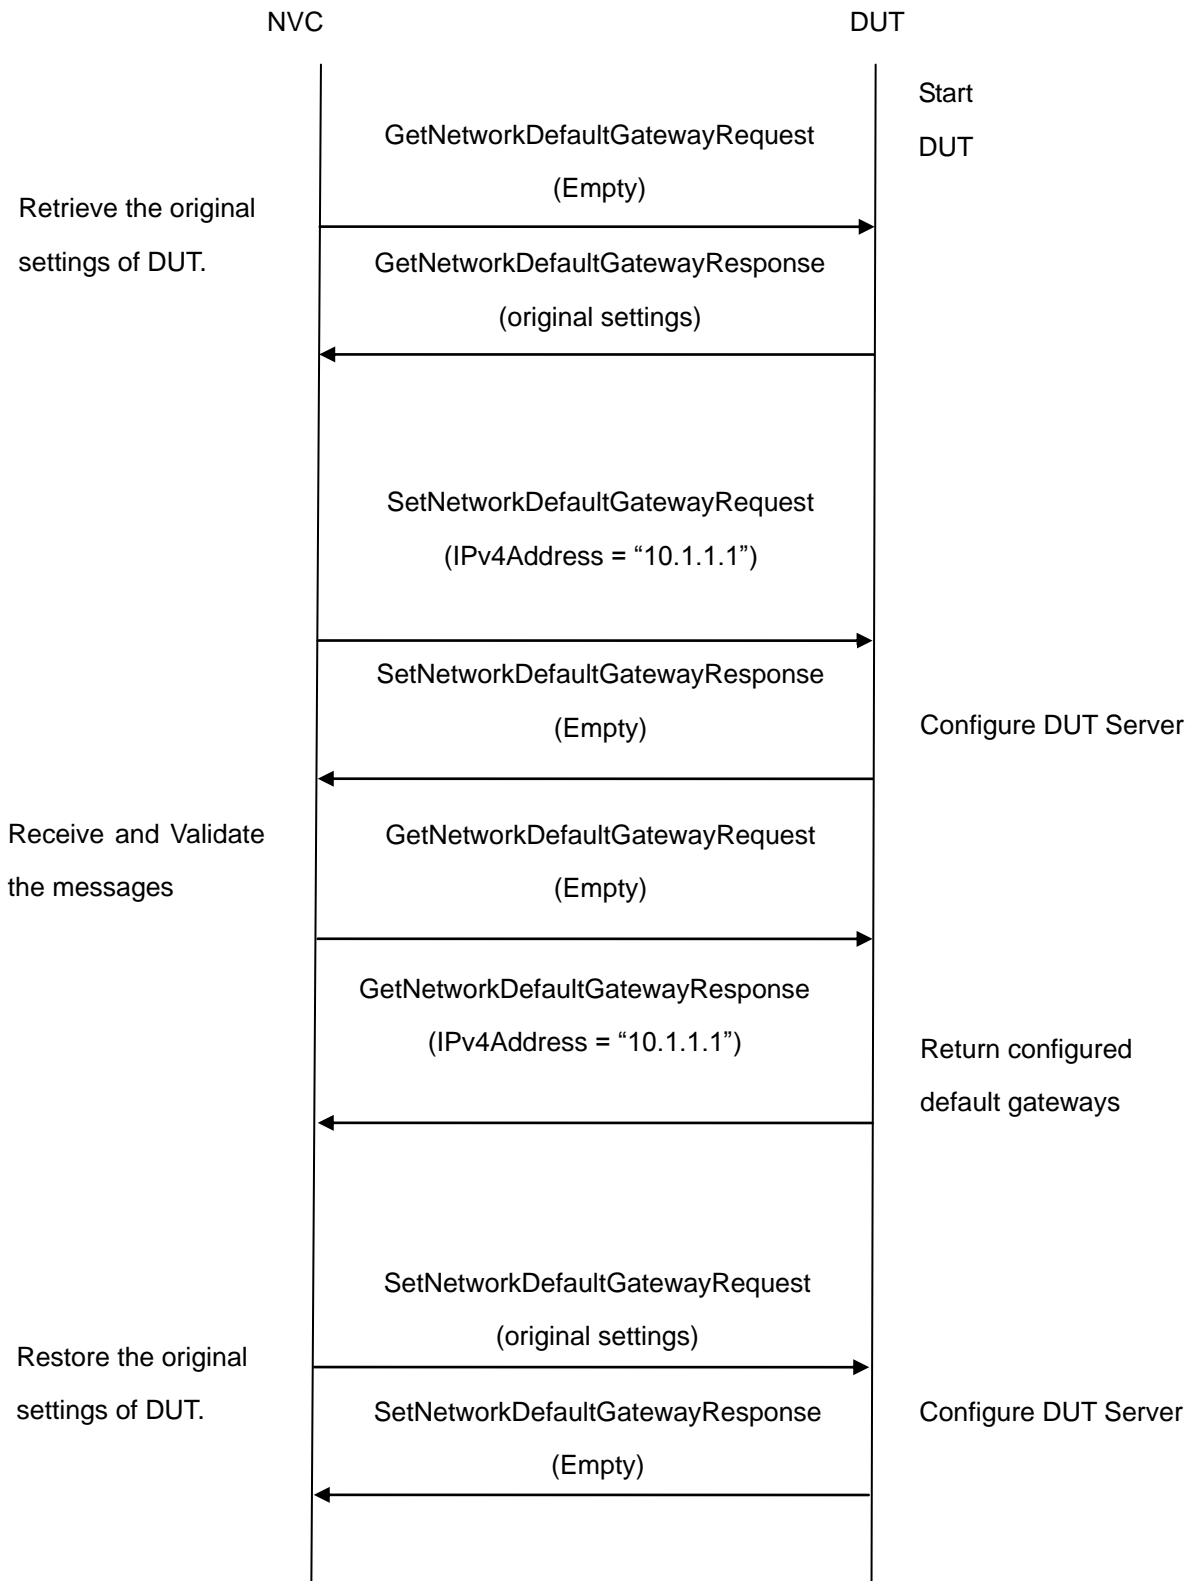 NVC
DUT
Start
DUT
GetNetworkDefaultGatewayRequest
(Empty)
Retrieve the original
settings of DUT.
GetNetworkDefaultGatewayResponse
(original settings)
SetNetworkDefaultGatewayRequest
(IPv4Address = “10.1.1.1”)
SetNetworkDefaultGatewayResponse
(Empty)
Configure DUT Server
Receive and Validate
the messages
GetNetworkDefaultGatewayRequest
(Empty)
GetNetworkDefaultGatewayResponse
(IPv4Address = “10.1.1.1”)
Return configured
default gateways
SetNetworkDefaultGatewayRequest
(original settings)
Restore the original
settings of DUT.
SetNetworkDefaultGatewayResponse
(Empty)
Configure DUT Server